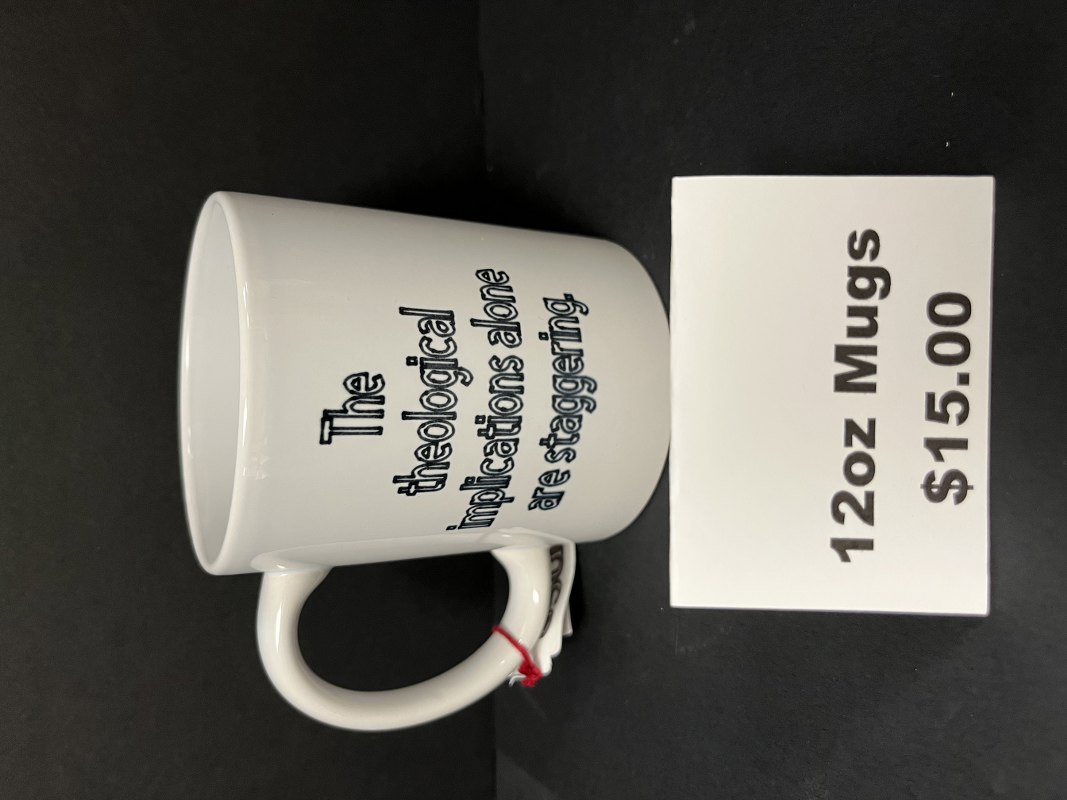 The
theological
implications alone
are staggering.
12oz Mugs
$15.00